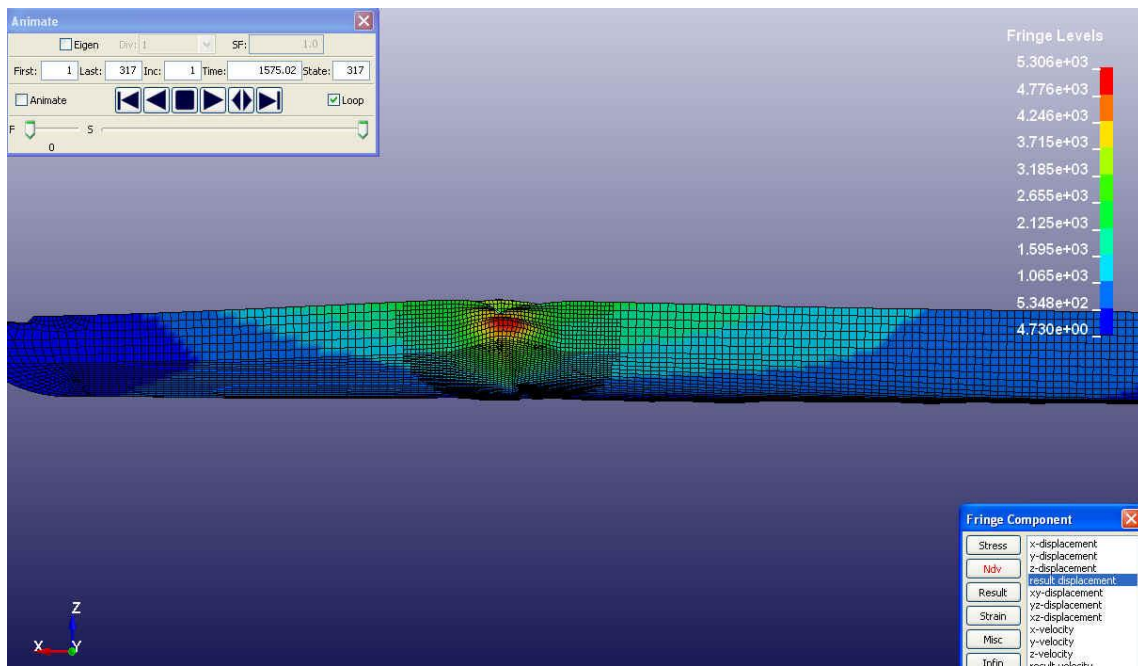 Animate
Eigen Div: 1 SF: 1.0
First: 1 Last: 317 Inc: 1 Time: 1575.02 State: 317
Animate Loop
F S
0
Fringe Levels
5.306e+03
4.776e+03
4.246e+03
3.715e+03
3.185e+03
2.655e+03
2.125e+03
1.595e+03
1.065e+03
5.348e+02
4.730e+00
Z
X Y
Fringe Component
Stress
Ndv
Result
Strain
Misc
Infin
x-displacement
y-displacement
z-displacement
result displacement
xy-displacement
yz-displacement
xz-displacement
x-velocity
y-velocity
z-velocity
result velocity